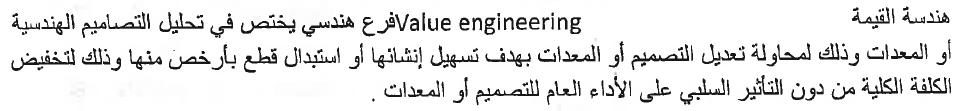 هندسة القيمة Value engineering فرع هندسي يختص في تحليل التصاميم الهندسية
أو المعدات وذلك لمحاولة تعديل التصميم أو المعدات بهدف تسهيل إنشائها أو استبدال قطع بأرخص منها وذلك لتخفيض
الكلفة الكلية من دون التأثير السلبي على الأداء العام للتصميم أو المعدات .